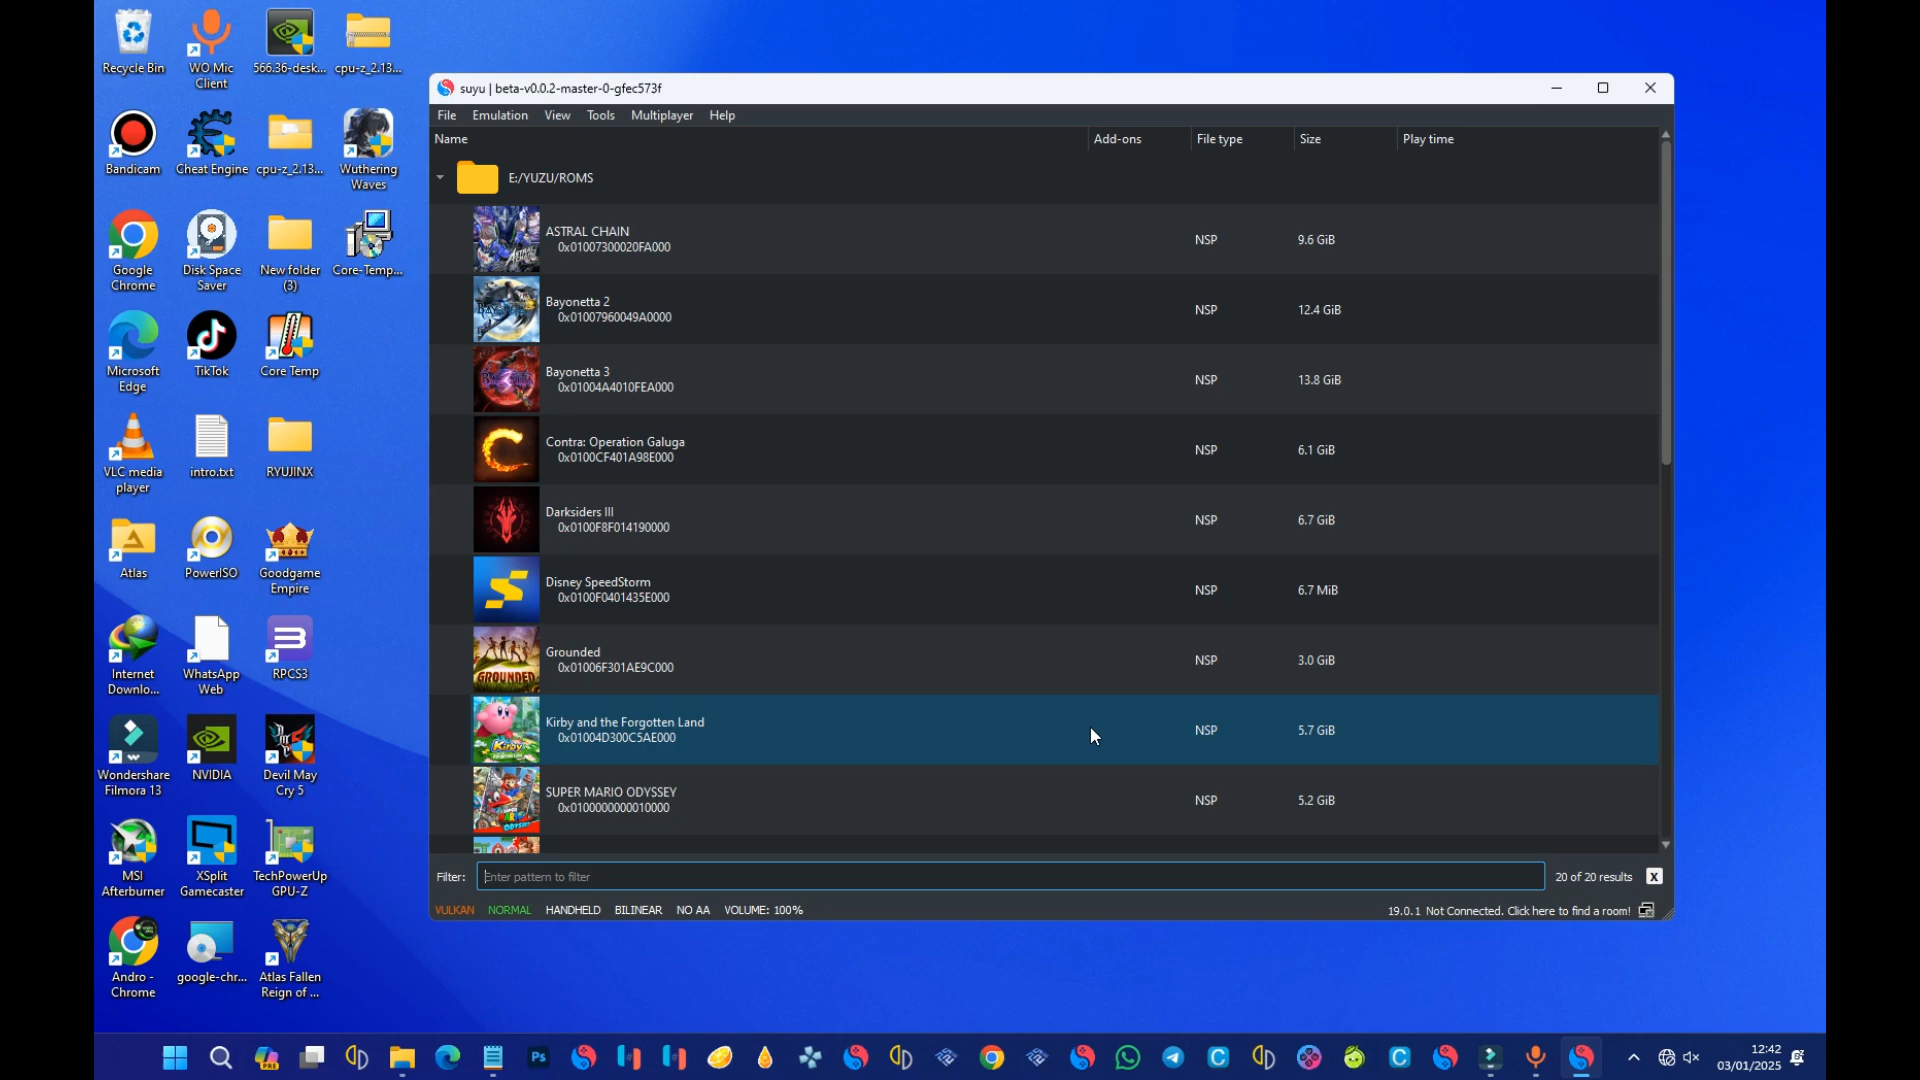 Recycle Bin
WO Mic
Client
566.36-desk...
cpu-z_2.13...
Bandicam
Cheat Engine
cpu-z_2.13...
Wuthering
Waves
Google
Chrome
Disk Space
Saver
New folder
(3)
Core-Temp...
Microsoft
Edge
TikTok
Core Temp
VLC media
player
intro.txt
RYUJINX
Atlas
PowerISO
Goodgame
Empire
Internet
Downlo...
WhatsApp
Web
RPCS3
Wondershare
Filmora 13
NVIDIA
Devil May
Cry 5
MSI
Afterburner
XSplit
Gamecaster
TechPowerUp
GPU-Z
Andro -
Chrome
google-chr...
Atlas Fallen
Reign of ...
suyu | beta-v0.0.2-master-0-gfec573f
File Emulation View Tools Multiplayer Help
Name Add-ons File type Size Play time
E:/YUZU/ROMS
ASTRAL CHAIN
0x01007300020FA000
NSP 9.6 GiB
Bayonetta 2
0x01007960049A0000
NSP 12.4 GiB
Bayonetta 3
0x01004A4010FEA000
NSP 13.8 GiB
Contra: Operation Galuga
0x0100CF401A98E000
NSP 6.1 GiB
Darksiders III
0x0100F8F014190000
NSP 6.7 GiB
Disney SpeedStorm
0x0100F0401435E000
NSP 6.7 MiB
GROUNDED
Grounded
0x01006F301AE9C000
NSP 3.0 GiB
Kirby
Kirby and the Forgotten Land
0x01004D300C5AE000
NSP 5.7 GiB
SUPER MARIO ODYSSEY
0x0100000000010000
NSP 5.2 GiB
Filter: Enter pattern to filter 20 of 20 results X
VULKAN NORMAL HANDHELD BILINEAR NO AA VOLUME: 100% 19.0.1 Not Connected. Click here to find a room!
PRE
Ps
12:42
03/01/2025